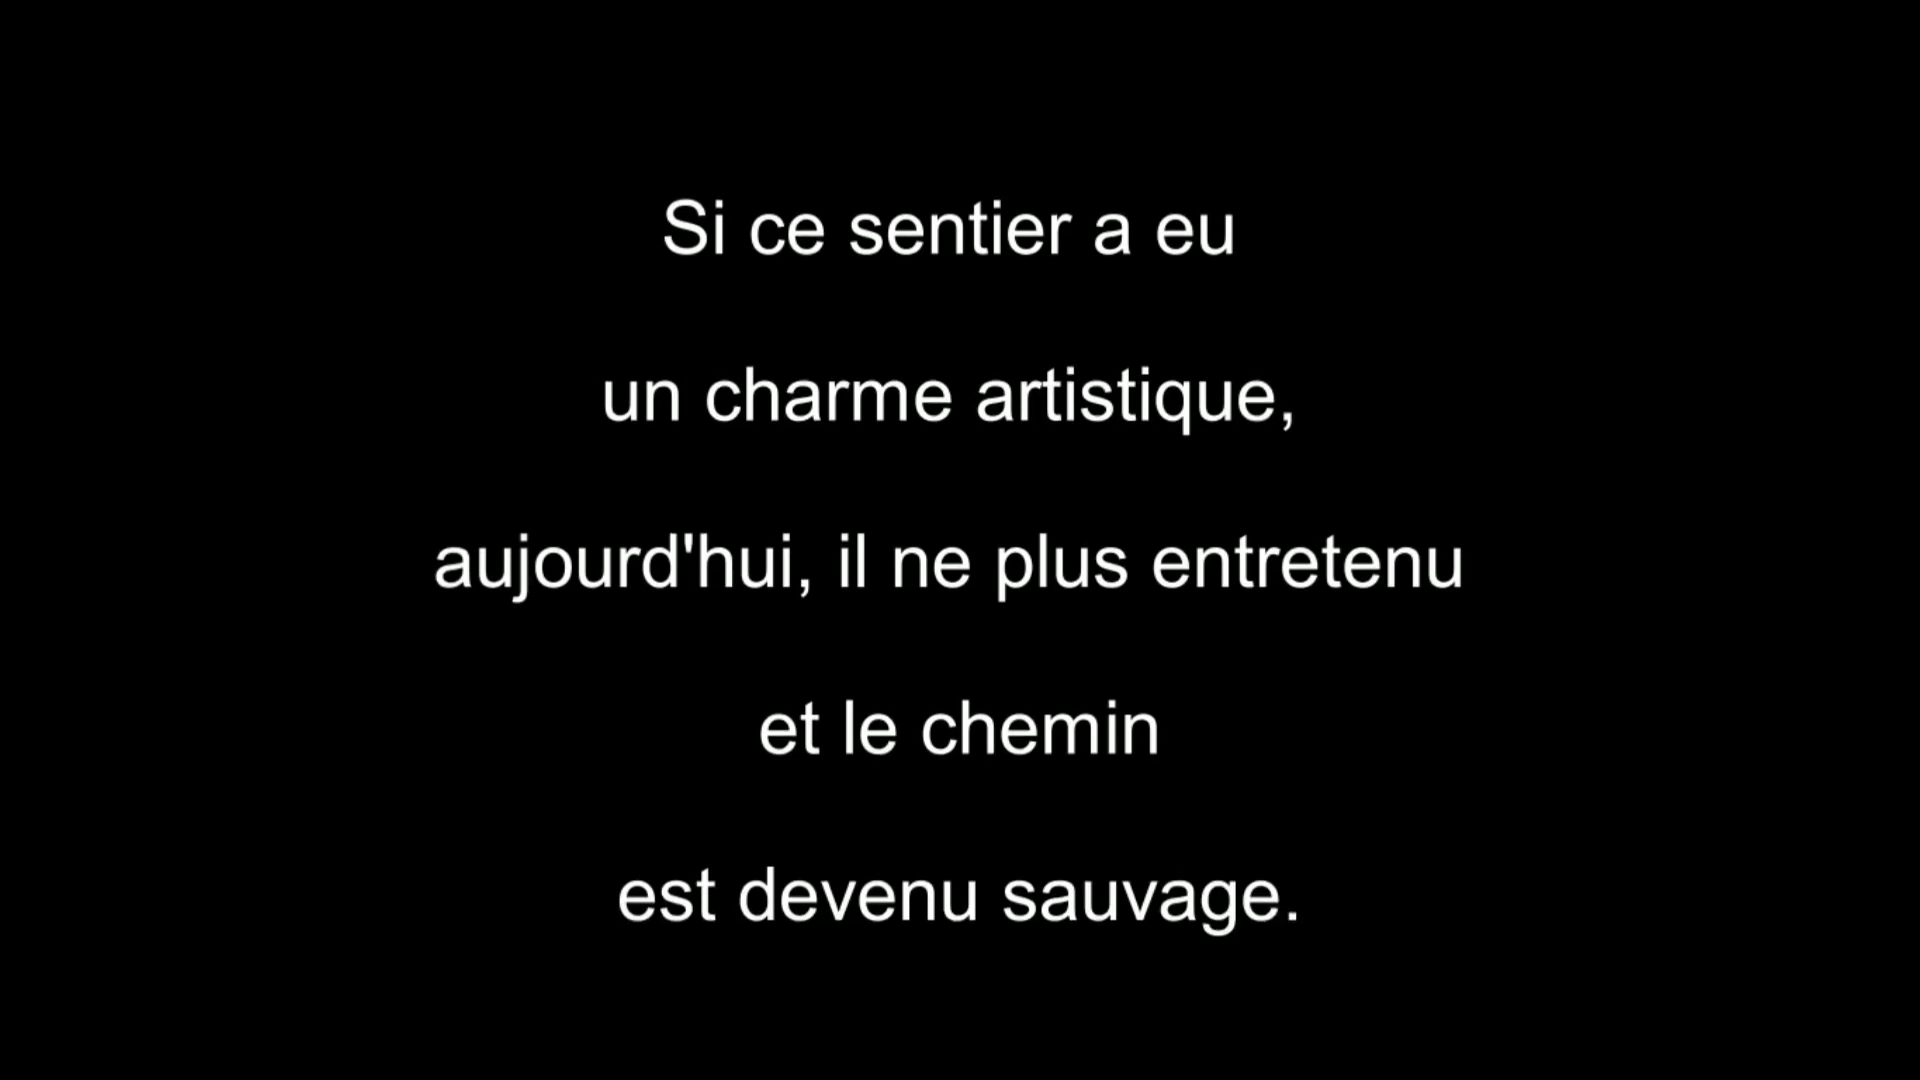 Si ce sentier a eu
un charme artistique,
aujourd'hui, il ne plus entretenu
et le chemin
est devenu sauvage.